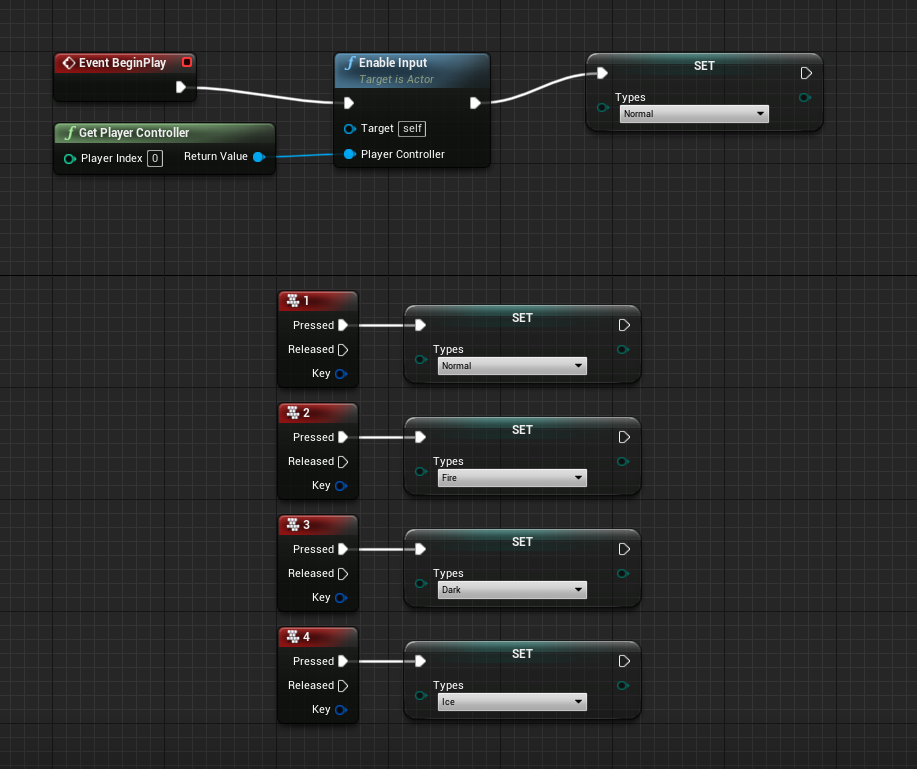 Event BeginPlay
Enable Input
Target is Actor
SET
Types
Normal
Target self
Player Controller
Get Player Controller
Player Index 0 Return Value
1
Pressed
Released
Key
SET
Types
Normal
2
Pressed
Released
Key
SET
Types
Fire
3
Pressed
Released
Key
SET
Types
Dark
4
Pressed
Released
Key
SET
Types
Ice